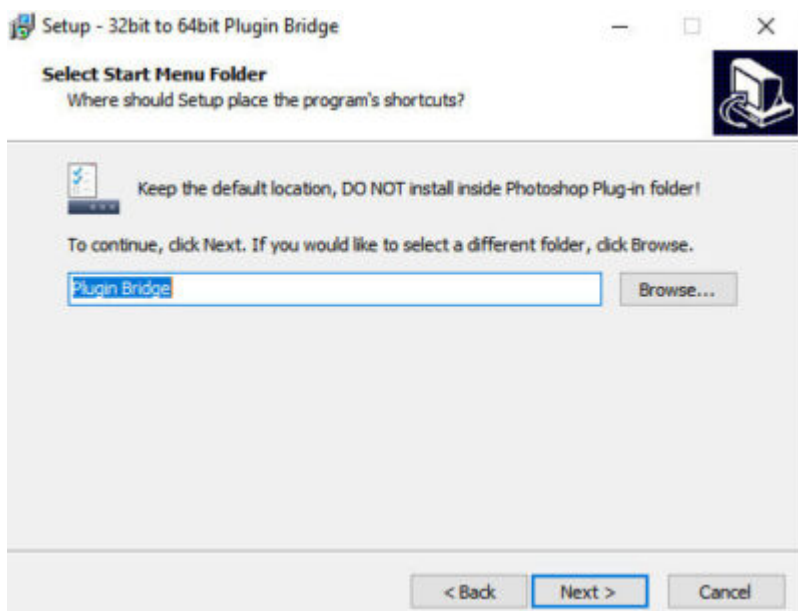 Setup - 32bit to 64bit Plugin Bridge
Select Start Menu Folder
Where should Setup place the program's shortcuts?
Keep the default location, DO NOT install inside Photoshop Plug-in folder!
To continue, click Next. If you would like to select a different folder, click Browse.
Plugin Bridge
Browse...
< Back
Next >
Cancel